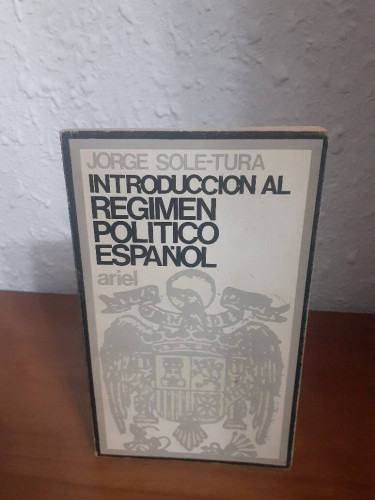 JORGE SOLE-TURA
INTRODUCCION AL
REGIMEN
POLITICO
ESPAÑOL
ariel